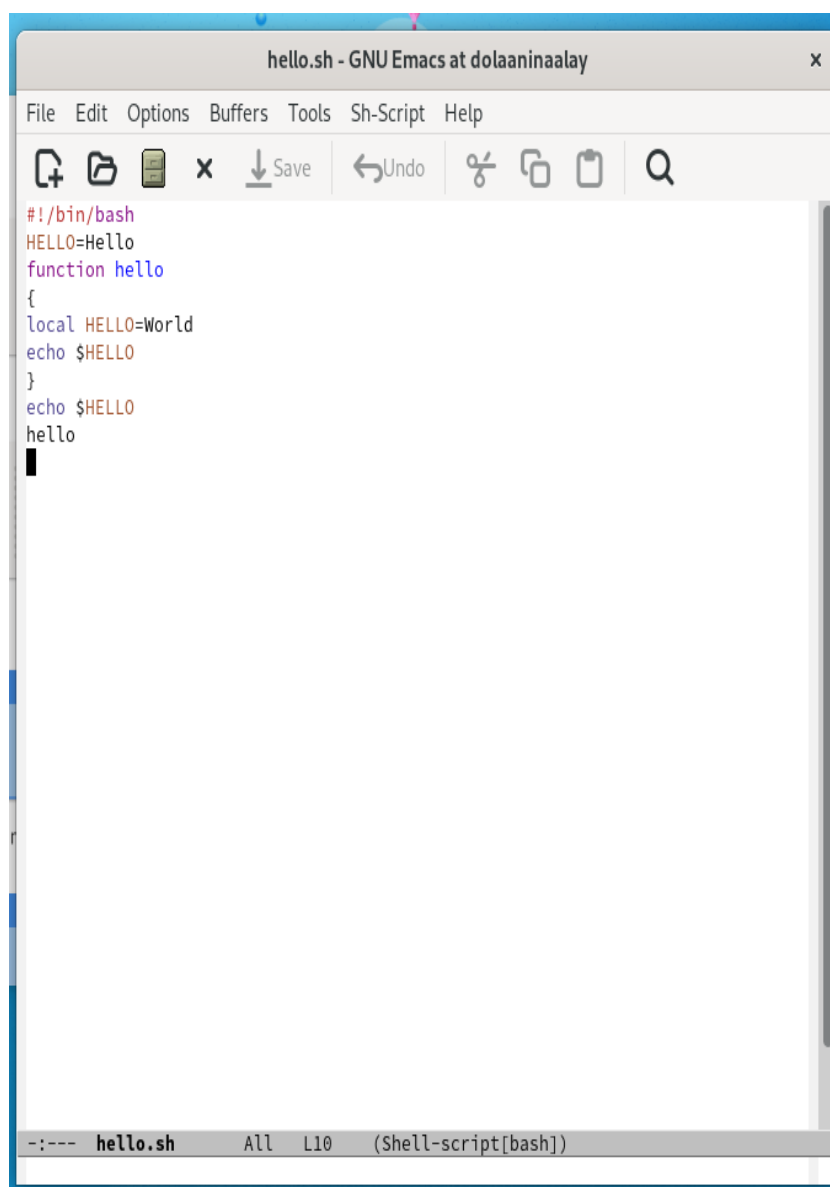 hello.sh - GNU Emacs at dolaaninaalay
File Edit Options Buffers Tools Sh-Script Help
Save Undo
#!/bin/bash
HELLO=Hello
function hello
{
local HELLO=World
echo $HELLO
}
echo $HELLO
hello
-:--- hello.sh All L10 (Shell-script[bash])